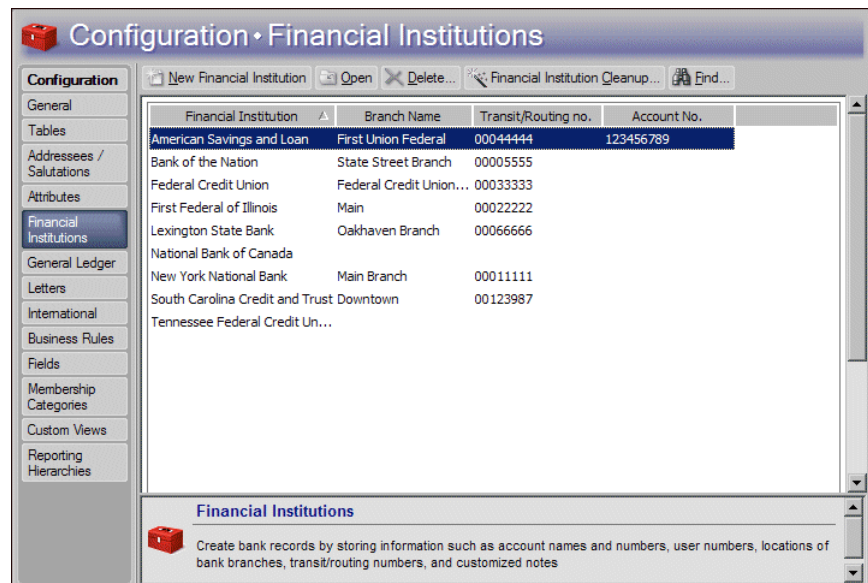 Configuration • Financial Institutions
Configuration
General
Tables
Addressees /
Salutations
Attributes
Financial
Institutions
General Ledger
Letters
International
Business Rules
Fields
Membership
Categories
Custom Views
Reporting
Hierarchies
New Financial Institution Open Delete... Financial Institution Cleanup... Find...
Financial Institution Branch Name Transit/Routing no. Account No.
American Savings and Loan First Union Federal 00044444 123456789
Bank of the Nation State Street Branch 00005555
Federal Credit Union Federal Credit Union... 00033333
First Federal of Illinois Main 00022222
Lexington State Bank Oakhaven Branch 00066666
National Bank of Canada
New York National Bank Main Branch 00011111
South Carolina Credit and Trust Downtown 00123987
Tennessee Federal Credit Un...
Financial Institutions
Create bank records by storing information such as account names and numbers, user numbers, locations of
bank branches, transit/routing numbers, and customized notes